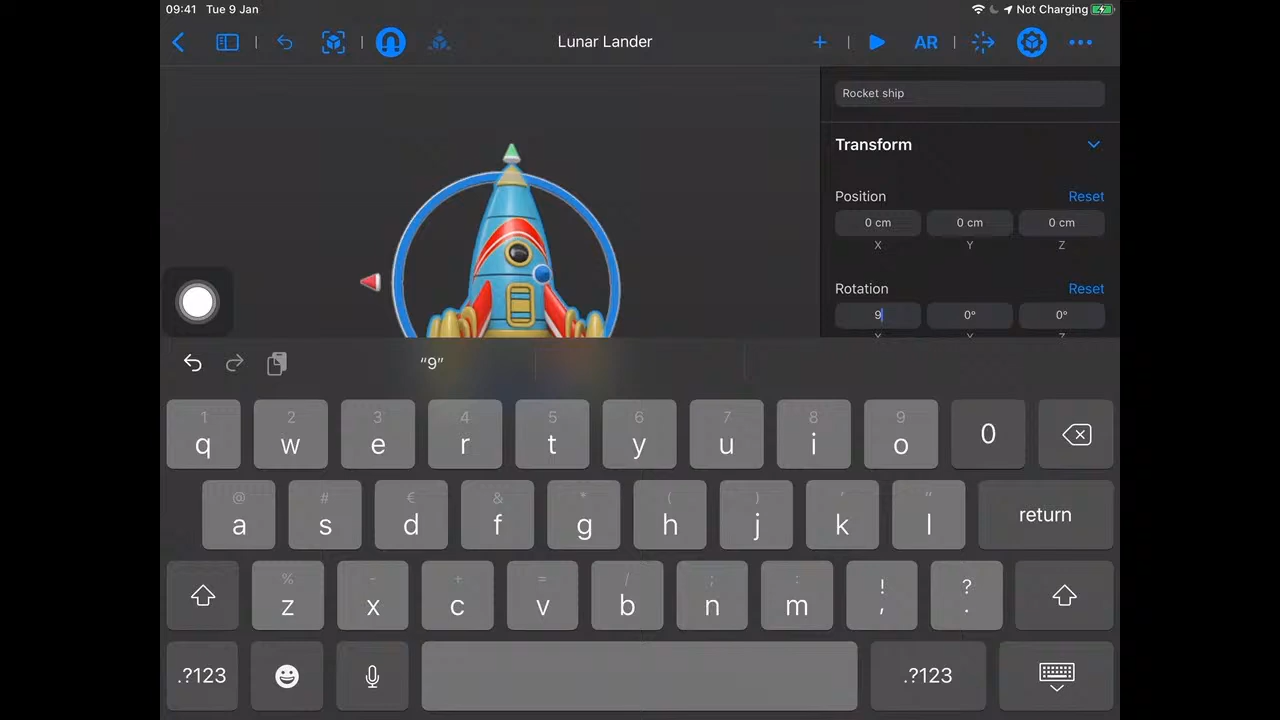 09:41 Tue 9 Jan Not Charging
Lunar Lander AR
Rocket ship
Transform
Position Reset
0 cm 0 cm 0 cm
X Y Z
Rotation Reset
9 0° 0°
X Y Z
“9”
1 2 3 4 5 6 7 8 9
q w e r t y u i o 0
@ # € & * ( ) ' "
a s d f g h j k l return
% - + = / ; : ! ?
z x c v b n m , .
.?123 .?123